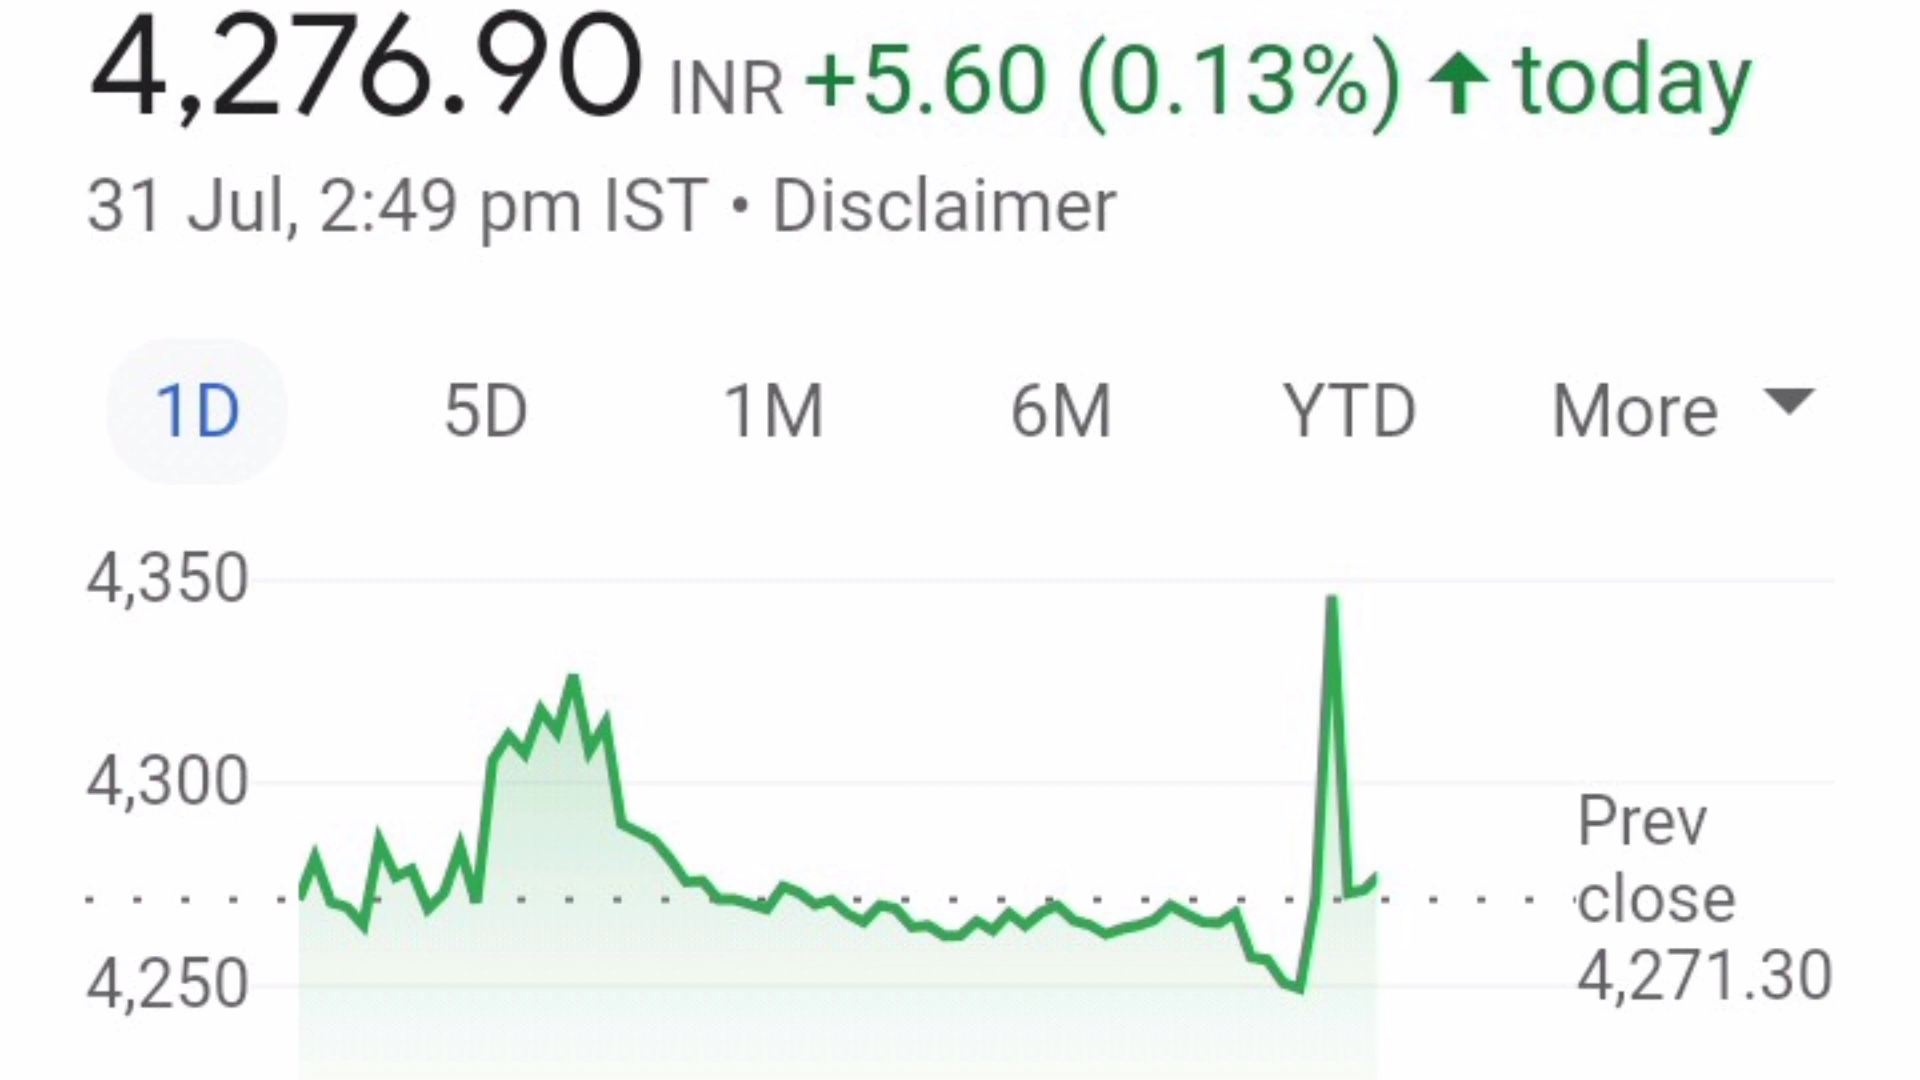 4,276.90 INR +5.60 (0.13%) ↑ today
31 Jul, 2:49 pm IST • Disclaimer
1D 5D 1M 6M YTD More
4,350
4,300
4,250
Prev
close
4,271.30